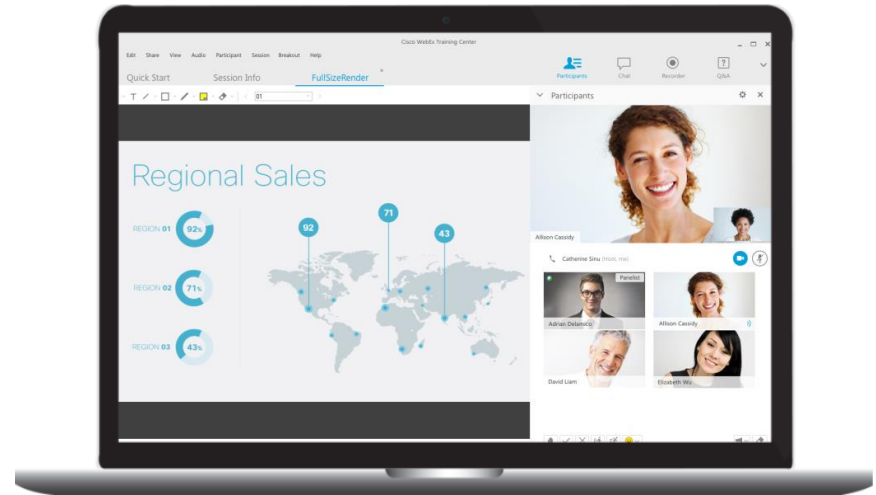 Cisco WebEx Training Center
Edit Share View Audio Participant Session Breakout Help
Quick Start Session Info FullSizeRender
Participants Chat Recorder Q&A
T 01
Participants
Regional Sales
REGION 01 92%
REGION 02 71%
REGION 03 43%
92
71
43
Allison Cassidy
Catherine Sinu (Host, me)
Panelist
Adrian Delamico
Allison Cassidy
David Liam
Elizabeth Wu